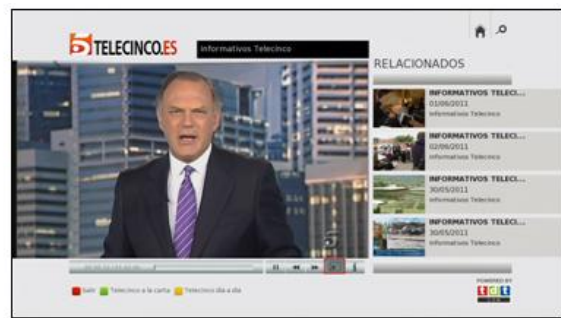 5 TELECINCO.ES
Informativos Telecinco
RELACIONADOS
INFORMATIVOS TELECI...
01/06/2011
Informativos Telecinco
INFORMATIVOS TELECI...
02/06/2011
Informativos Telecinco
INFORMATIVOS TELECI...
30/05/2011
Informativos Telecinco
INFORMATIVOS TELECI...
30/05/2011
Informativos Telecinco
5
Salir Telecinco a la carta Telecinco día a día
POWERED BY
tdt